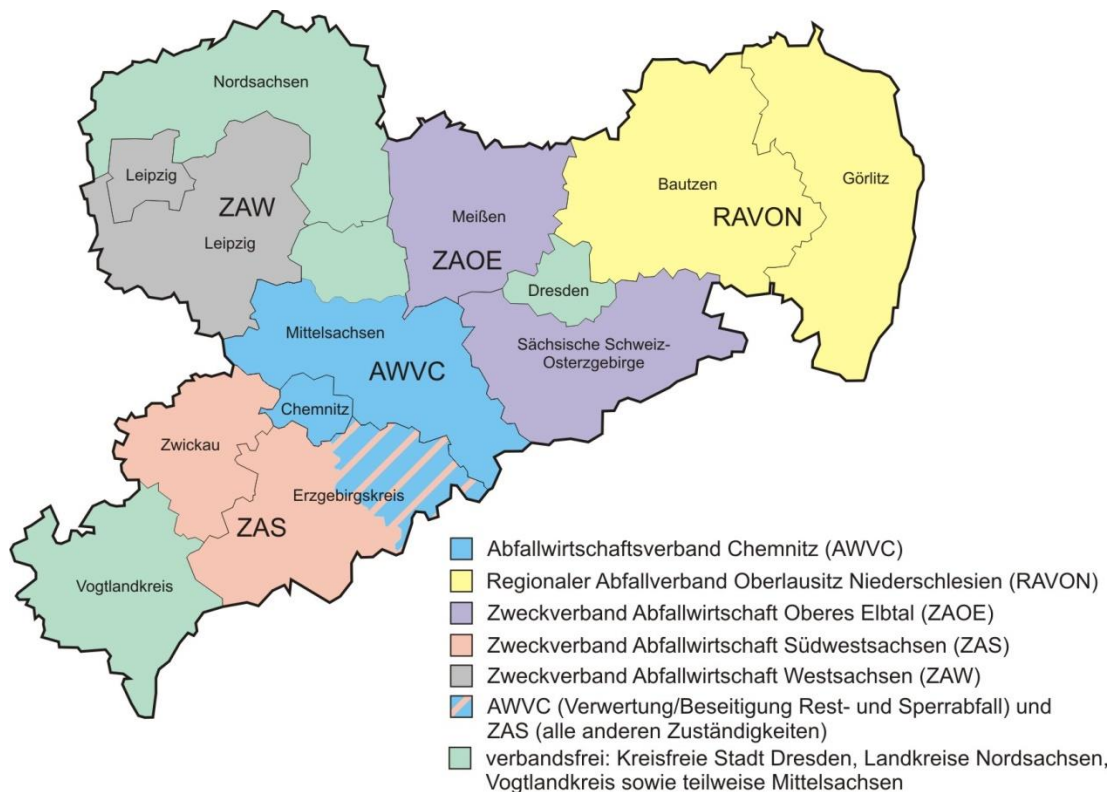 Nordsachsen
Leipzig
ZAW
Leipzig
Meißen
ZAOE
Dresden
Bautzen
RAVON
Görlitz
Mittelsachsen
AWVC
Sächsische Schweiz-
Osterzgebirge
Chemnitz
Zwickau
Erzgebirgskreis
ZAS
Vogtlandkreis
Abfallwirtschaftsverband Chemnitz (AWVC)
Regionaler Abfallverband Oberlausitz Niederschlesien (RAVON)
Zweckverband Abfallwirtschaft Oberes Elbtal (ZAOE)
Zweckverband Abfallwirtschaft Südwestsachsen (ZAS)
Zweckverband Abfallwirtschaft Westsachsen (ZAW)
AWVC (Verwertung/Beseitigung Rest- und Sperrabfall) und
ZAS (alle anderen Zuständigkeiten)
verbandsfrei: Kreisfreie Stadt Dresden, Landkreise Nordsachsen,
Vogtlandkreis sowie teilweise Mittelsachsen